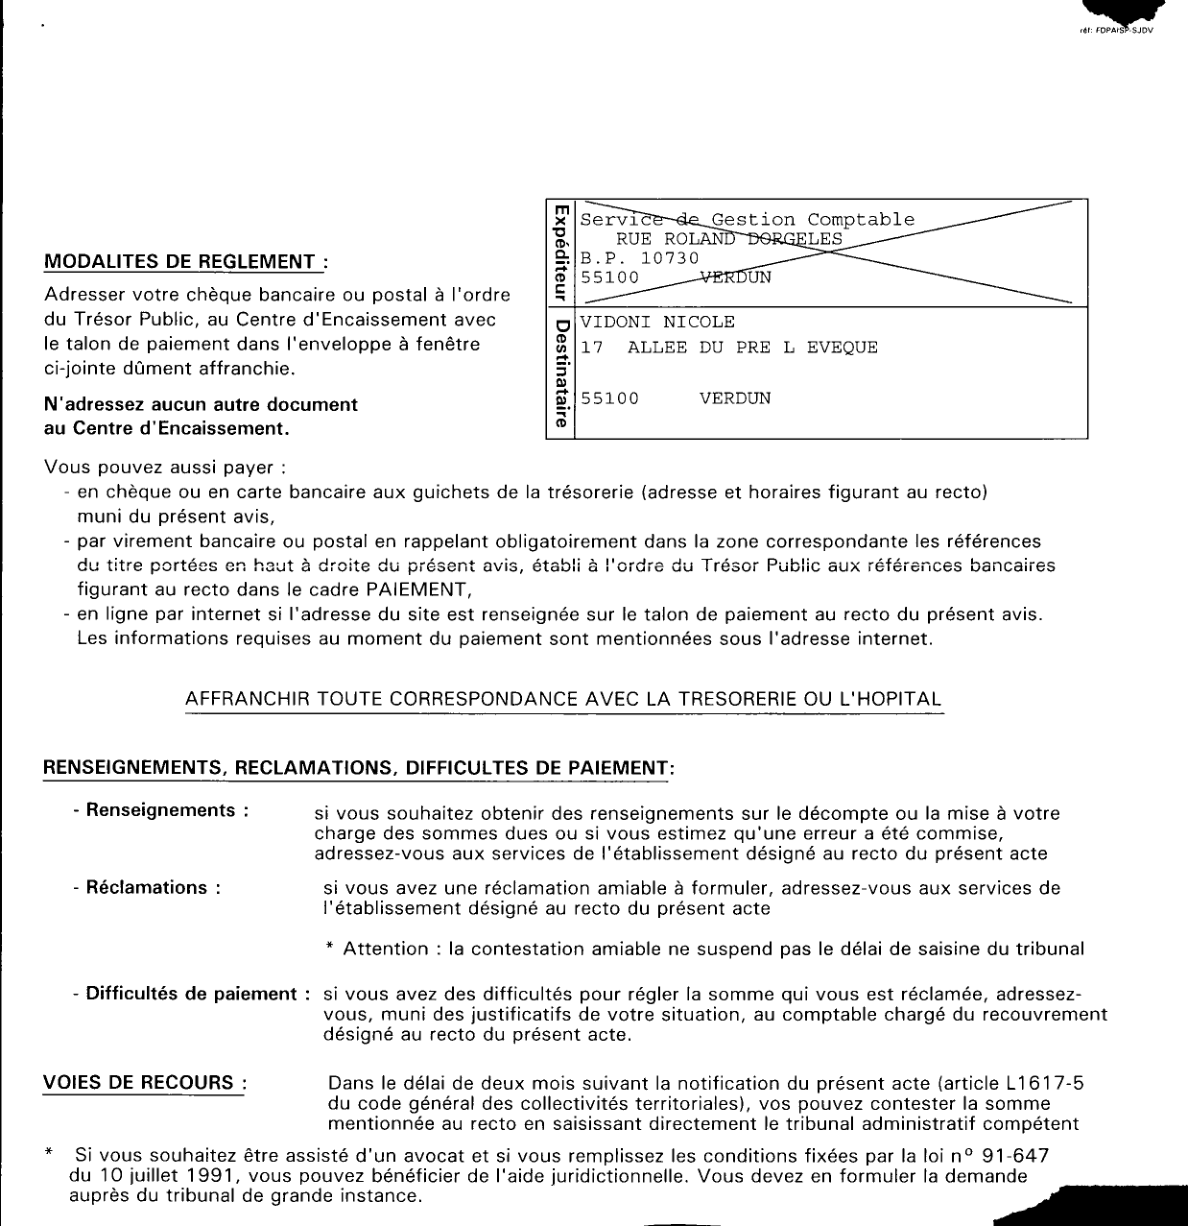 réf: FDPAISP-SJDV
Expéditeur
Service de Gestion Comptable
RUE ROLAND DORGELES
B.P. 10730
55100 VERDUN
Destinataire
VIDONI NICOLE
17 ALLEE DU PRE L EVEQUE
55100 VERDUN
MODALITES DE REGLEMENT :
Adresser votre chèque bancaire ou postal à l'ordre
du Trésor Public, au Centre d'Encaissement avec
le talon de paiement dans l'enveloppe à fenêtre
ci-jointe dûment affranchie.
N'adressez aucun autre document
au Centre d'Encaissement.
Vous pouvez aussi payer :
- en chèque ou en carte bancaire aux guichets de la trésorerie (adresse et horaires figurant au recto)
muni du présent avis,
- par virement bancaire ou postal en rappelant obligatoirement dans la zone correspondante les références
du titre portées en haut à droite du présent avis, établi à l'ordre du Trésor Public aux références bancaires
figurant au recto dans le cadre PAIEMENT,
- en ligne par internet si l'adresse du site est renseignée sur le talon de paiement au recto du présent avis.
Les informations requises au moment du paiement sont mentionnées sous l'adresse internet.
AFFRANCHIR TOUTE CORRESPONDANCE AVEC LA TRESORERIE OU L'HOPITAL
RENSEIGNEMENTS, RECLAMATIONS, DIFFICULTES DE PAIEMENT:
- Renseignements : si vous souhaitez obtenir des renseignements sur le décompte ou la mise à votre
charge des sommes dues ou si vous estimez qu'une erreur a été commise,
adressez-vous aux services de l'établissement désigné au recto du présent acte
- Réclamations : si vous avez une réclamation amiable à formuler, adressez-vous aux services de
l'établissement désigné au recto du présent acte
* Attention : la contestation amiable ne suspend pas le délai de saisine du tribunal
- Difficultés de paiement : si vous avez des difficultés pour régler la somme qui vous est réclamée, adressez-
vous, muni des justificatifs de votre situation, au comptable chargé du recouvrement
désigné au recto du présent acte.
VOIES DE RECOURS : Dans le délai de deux mois suivant la notification du présent acte (article L1617-5
du code général des collectivités territoriales), vos pouvez contester la somme
mentionnée au recto en saisissant directement le tribunal administratif compétent
* Si vous souhaitez être assisté d'un avocat et si vous remplissez les conditions fixées par la loi nº 91-647
du 10 juillet 1991, vous pouvez bénéficier de l'aide juridictionnelle. Vous devez en formuler la demande
auprès du tribunal de grande instance.